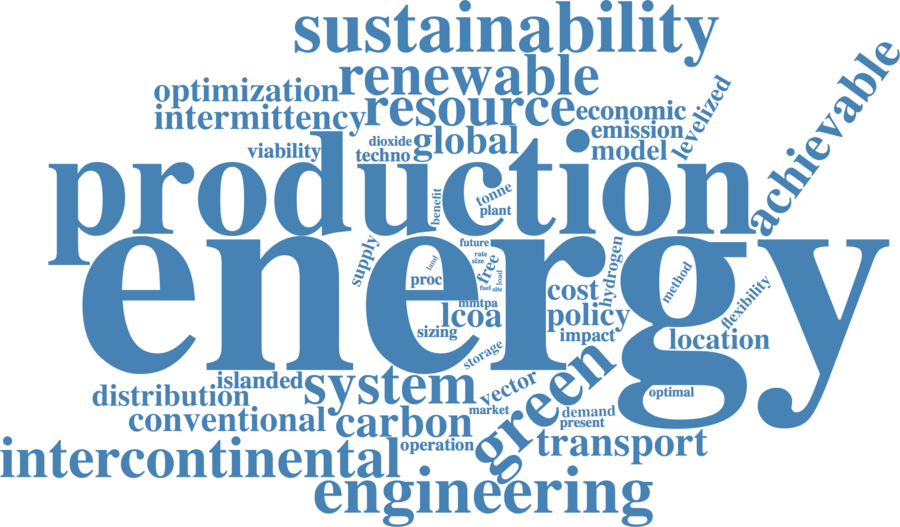 sustainability
renewable
optimization
resource
intermittency
economic
levelized
achievable
emission
global
dioxide
techno
model
viability
production
benefit
tonne
plant
energy
supply
future
rate
size
free
land
proc
fuel
site
load
hydrogen
method
flexibility
mmtpa
cost
lcoa
policy
sizing
impact
location
storage
islanded
system
vector
green
optimal
distribution
market
demand
present
conventional
carbon
operation
transport
intercontinental
engineering